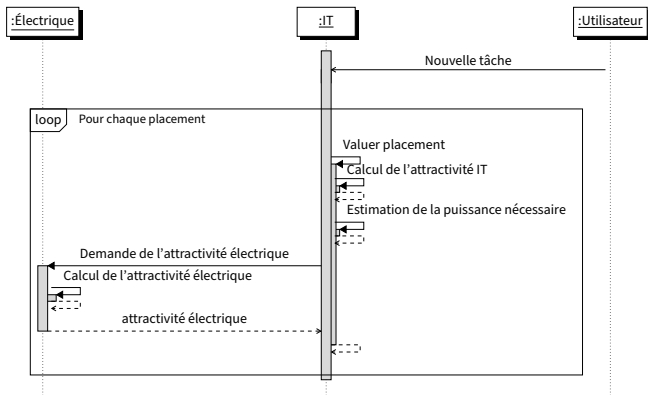 :Électrique
:IT
:Utilisateur
Nouvelle tâche
loop
Pour chaque placement
Valuer placement
Calcul de l'attractivité IT
Estimation de la puissance nécessaire
Demande de l'attractivité électrique
Calcul de l'attractivité électrique
attractivité électrique